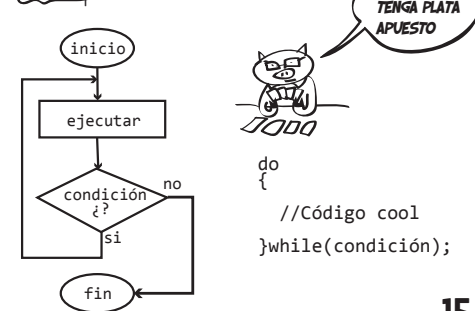 TENGA PLATA
APUESTO
inicio
ejecutar
condición
¿?
no
si
fin
do
{
//Código cool
}while(condición);
15